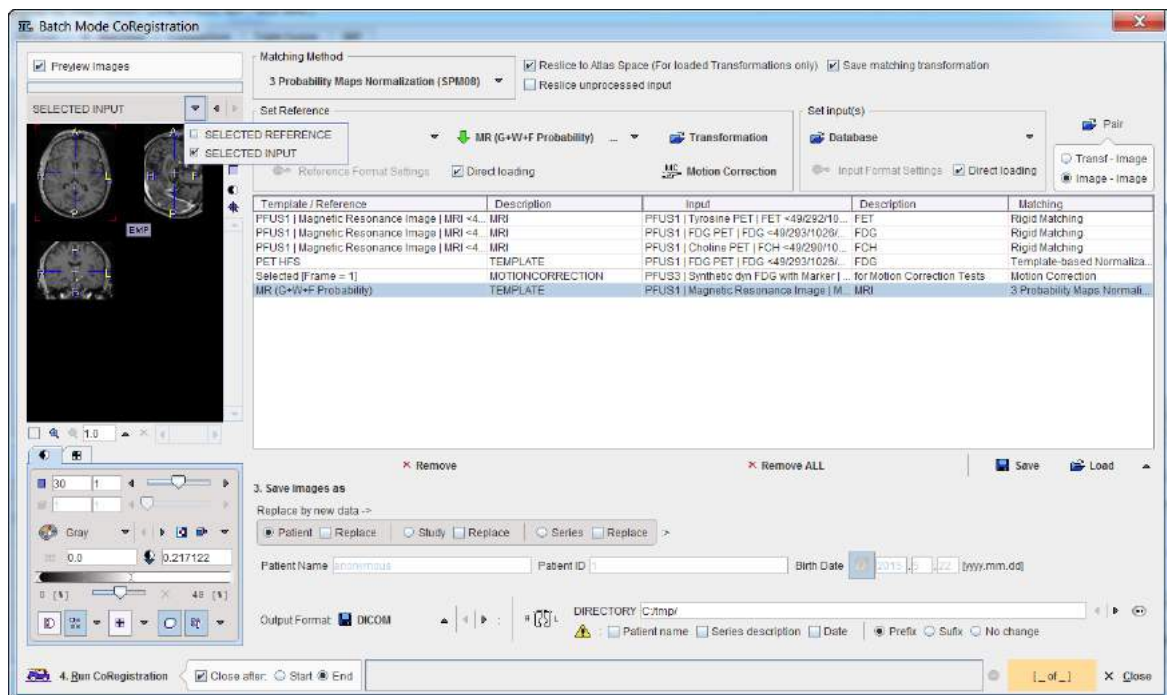 Batch Mode CoRegistration
Preview Images
Matching Method
3 Probability Maps Normalization (SPM08)
Reslice to Atlas Space (For loaded Transformations only) Save matching transformation
Reslice unprocessed input
SELECTED INPUT
SELECTED REFERENCE
SELECTED INPUT
Set Reference
MR (G+W+F Probability) ...
Transformation
Reference Format Settings Direct loading
Motion Correction
Set input(s)
Database
Input Format Settings Direct loading
Pair
Transf - Image
Image - Image
Template / Reference Description Input Description Matching
PFUS1 | Magnetic Resonance Image | MRI <4... MRI PFUS1 | Tyrosine PET | FET <49/292/10... FET Rigid Matching
PFUS1 | Magnetic Resonance Image | MRI <4... MRI PFUS1 | FDG PET | FDG <49/293/1026/... FDG Rigid Matching
PFUS1 | Magnetic Resonance Image | MRI <4... MRI PFUS1 | Choline PET | FCH <49/290/10... FCH Rigid Matching
PET HFS TEMPLATE PFUS1 | FDG PET | FDG <49/293/1026/... FDG Template-based Normaliza...
Selected [Frame = 1] MOTIONCORRECTION PFUS3 | Synthetic dyn FDG with Marker | ... for Motion Correction Tests Motion Correction
MR (G+W+F Probability) TEMPLATE PFUS1 | Magnetic Resonance Image | M... MRI 3 Probability Maps Normali...
EMP
1.0
Remove Remove ALL Save Load
30 1
1 1
Gray
0.0 0.217122
0 [%] 48 [%]
3. Save Images as
Replace by new data ->
Patient Replace Study Replace Series Replace >
Patient Name anonymous Patient ID 1 Birth Date 2015 .5 .22 [yyyy.mm.dd]
Output Format: DICOM
H L
DIRECTORY C:/tmp/
: Patient name Series description Date Prefix Sufix No change
4. Run CoRegistration Close after: Start End [ _ of _ ] Close